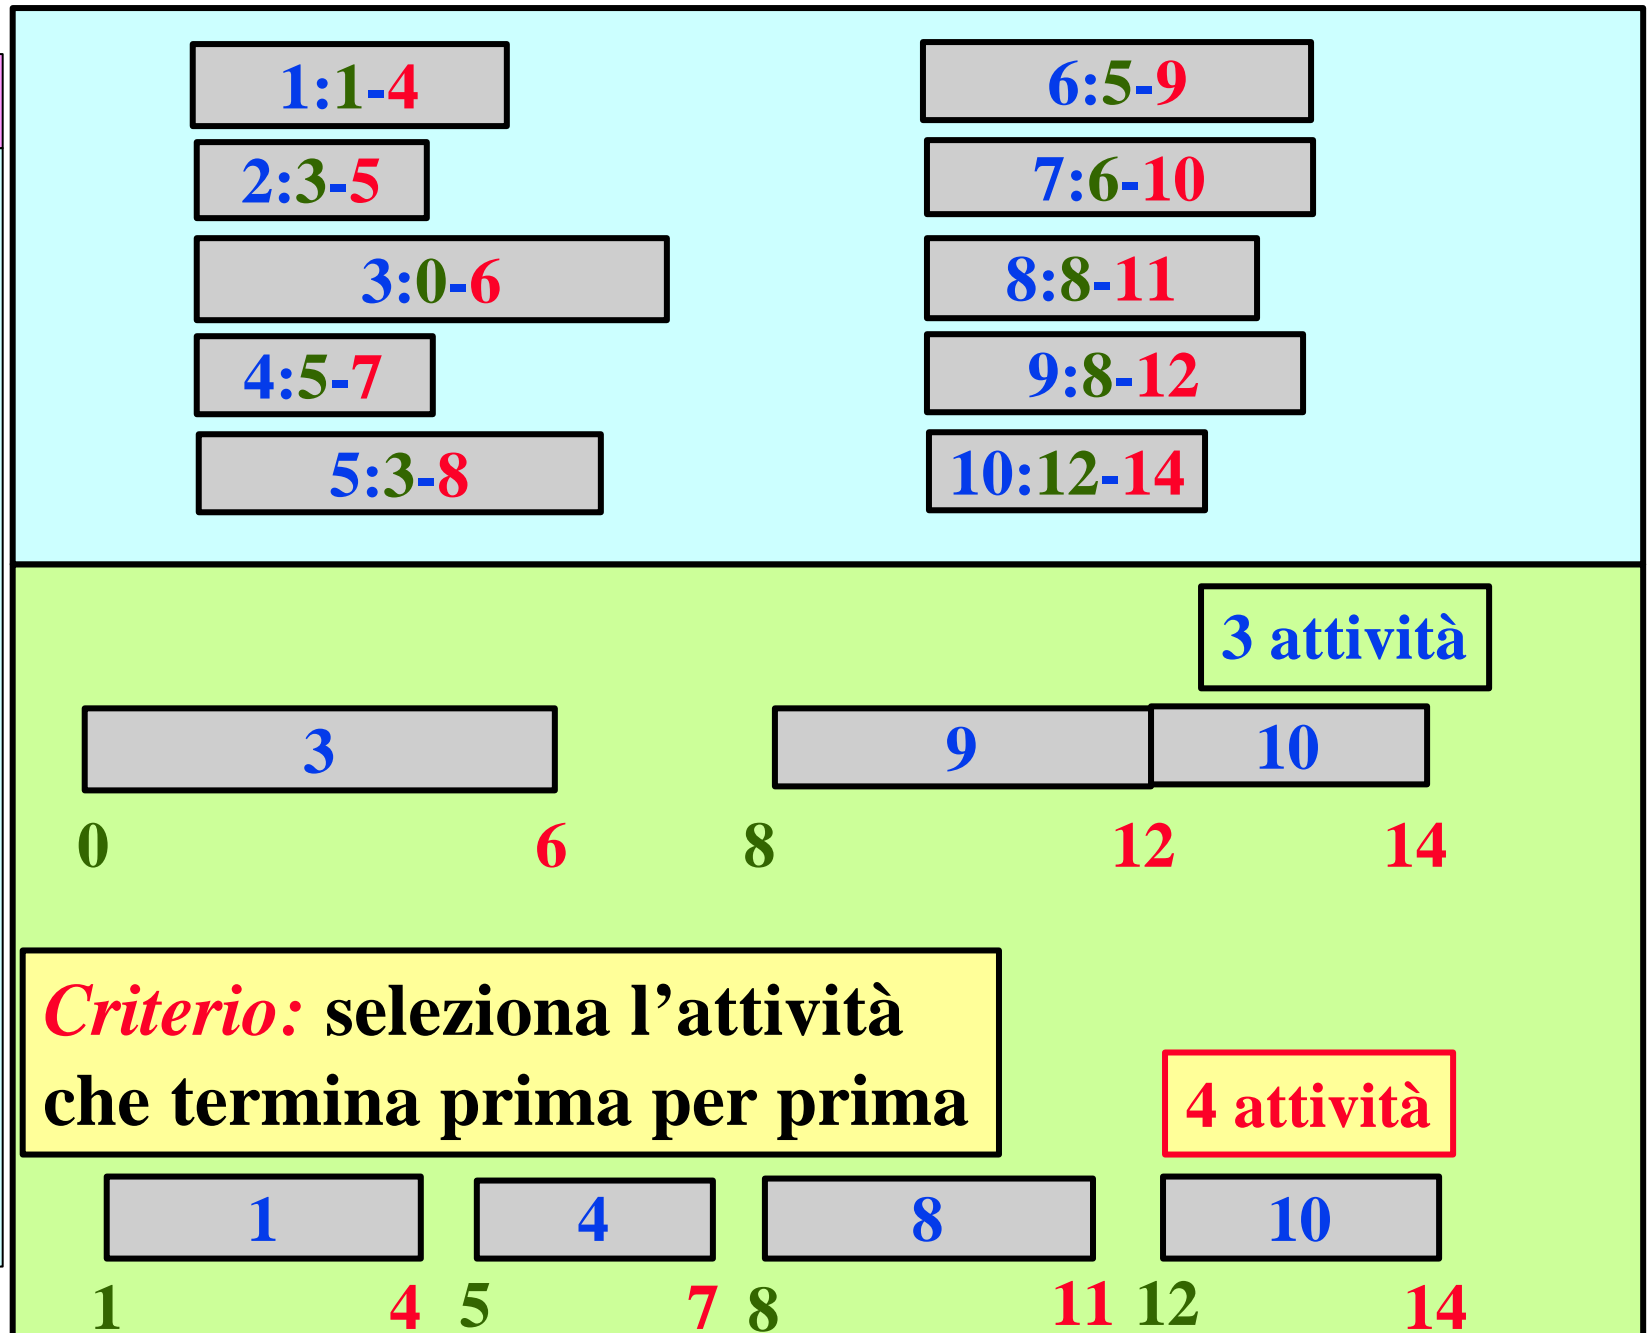 1:1-4
2:3-5
3:0-6
4:5-7
5:3-8
6:5-9
7:6-10
8:8-11
9:8-12
10:12-14
3 attività
3 9 10
0 6 8 12 14
Criterio: seleziona l’attività
che termina prima per prima
4 attività
1 4 8 10
1 4 5 7 8 11 12 14